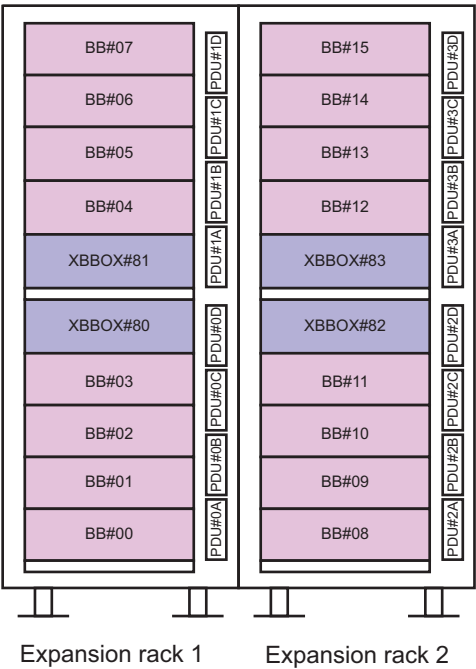 BB#07
BB#06
BB#05
BB#04
XBBOX#81
XBBOX#80
BB#03
BB#02
BB#01
BB#00
PDU#1D
PDU#1C
PDU#1B
PDU#1A
PDU#0D
PDU#0C
PDU#0B
PDU#0A
BB#15
BB#14
BB#13
BB#12
XBBOX#83
XBBOX#82
BB#11
BB#10
BB#09
BB#08
PDU#3D
PDU#3C
PDU#3B
PDU#3A
PDU#2D
PDU#2C
PDU#2B
PDU#2A
Expansion rack 1
Expansion rack 2